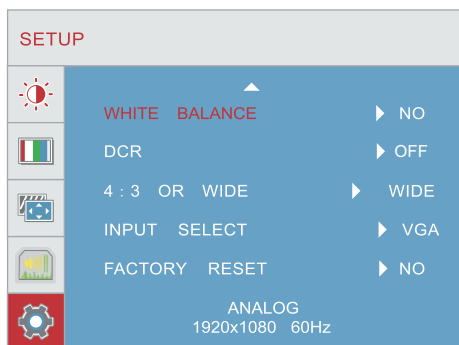 SETUP
WHITE BALANCE NO
DCR OFF
4 : 3 OR WIDE WIDE
INPUT SELECT VGA
FACTORY RESET NO
ANALOG
1920x1080 60Hz